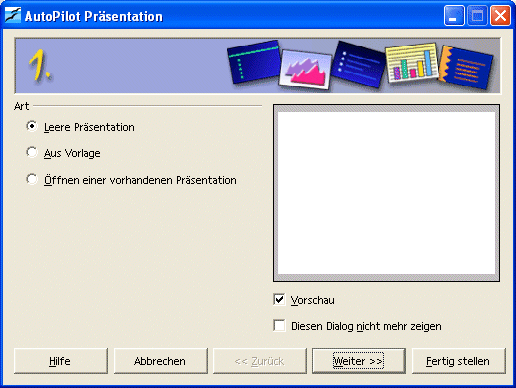 AutoPilot Präsentation
1.
Art
Leere Präsentation
Aus Vorlage
Öffnen einer vorhandenen Präsentation
Vorschau
Diesen Dialog nicht mehr zeigen
Hilfe Abbrechen << Zurück Weiter >> Fertig stellen